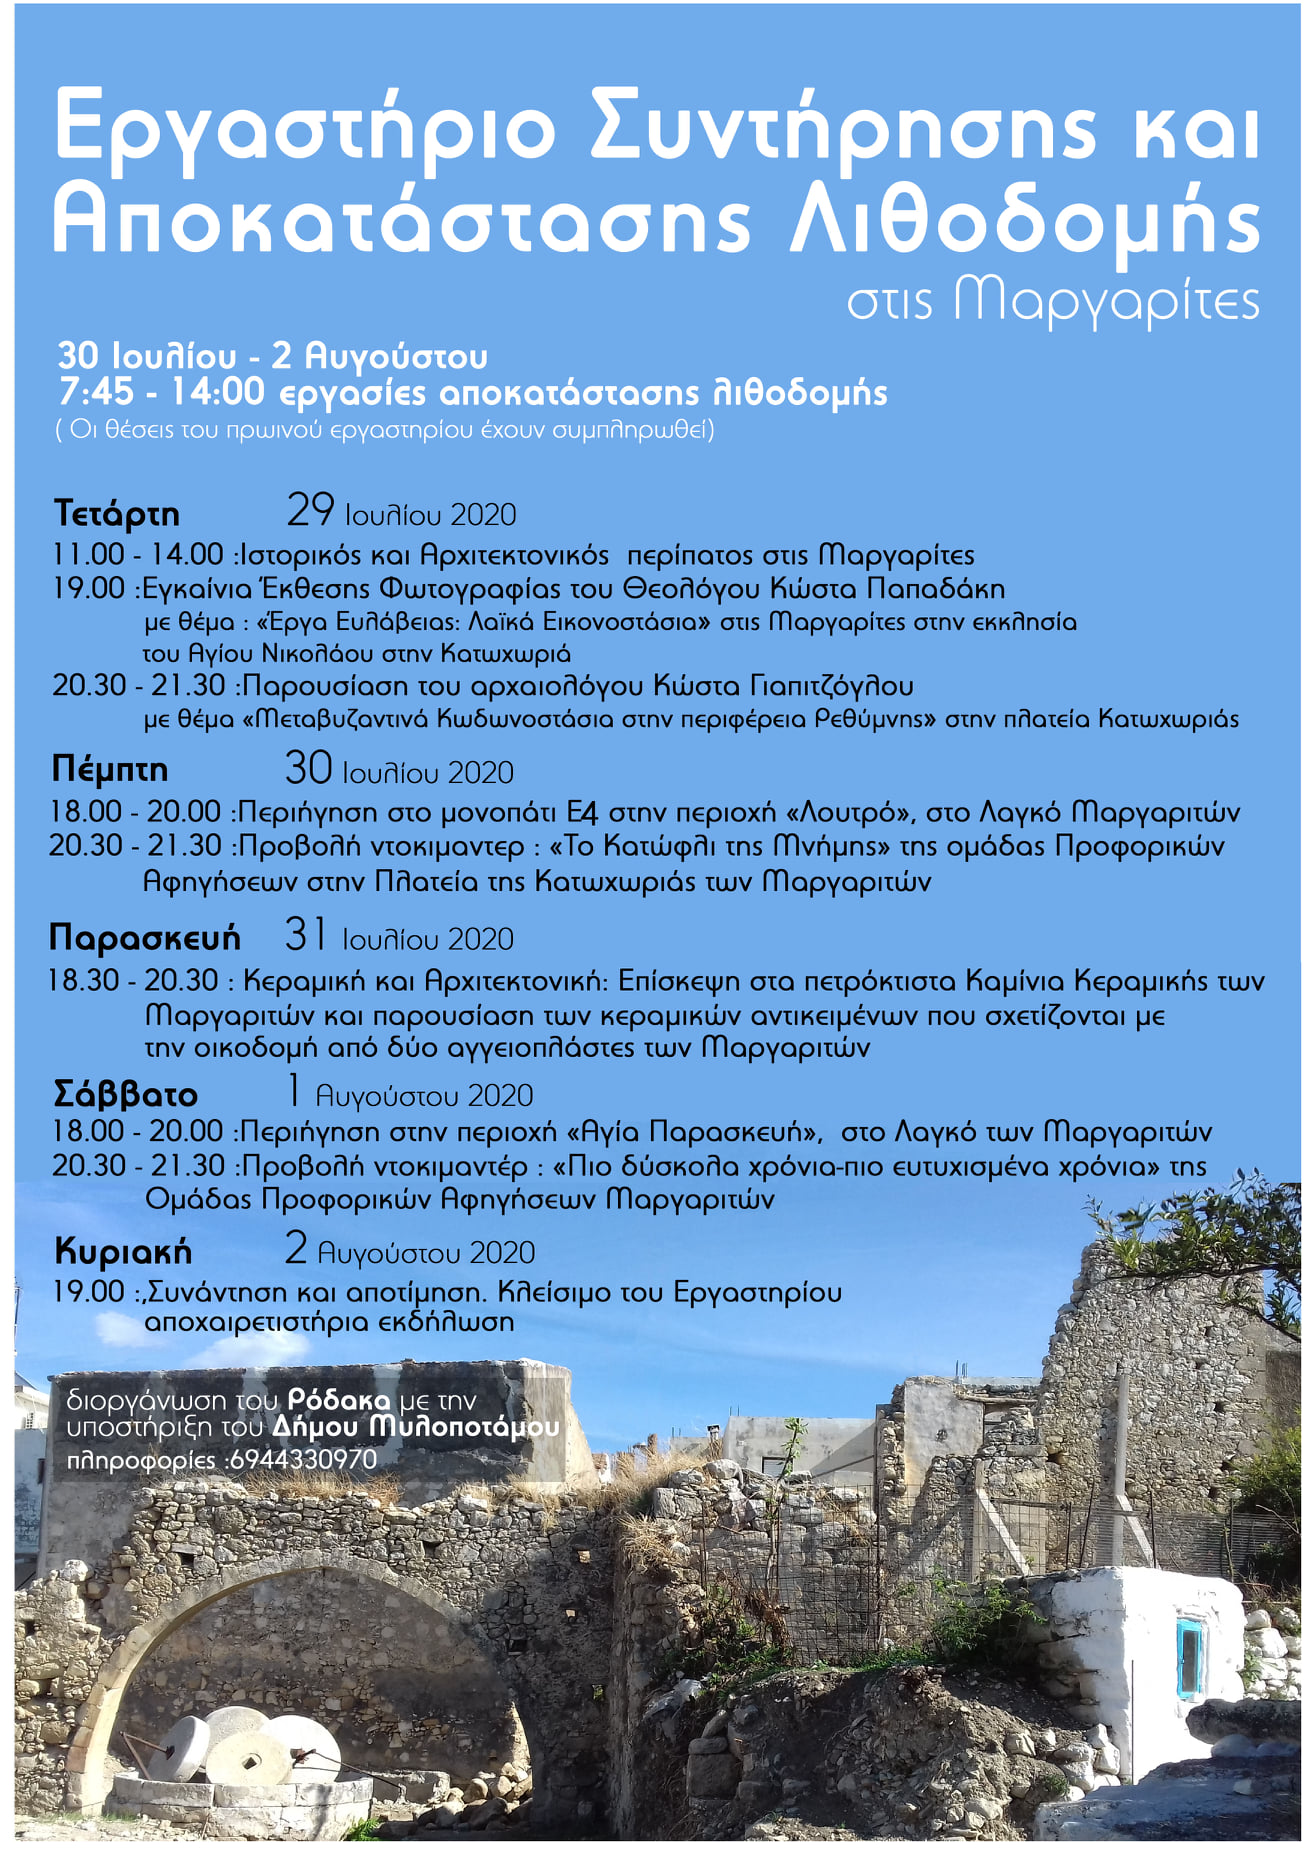 Εργαστήριο Συντήρησης και
Αποκατάστασης Λιθοδομής
στις Μαργαρίτες
30 Ιουλίου - 2 Αυγούστου
7:45 - 14:00 εργασίες αποκατάστασης λιθοδομής
( Οι θέσεις του πρωινού εργαστηρίου έχουν συμπληρωθεί)
Τετάρτη 29 Ιουλίου 2020
11.00 - 14.00 :Ιστορικός και Αρχιτεκτονικός περίπατος στις Μαργαρίτες
19.00 :Εγκαίνια Έκθεσης Φωτογραφίας του Θεολόγου Κώστα Παπαδάκη
με θέμα : «Έργα Ευλάβειας: Λαϊκά Εικονοστάσια» στις Μαργαρίτες στην εκκλησία
του Αγίου Νικολάου στην Κατωχωριά
20.30 - 21.30 :Παρουσίαση του αρχαιολόγου Κώστα Γιαπιτζόγλου
με θέμα «Μεταβυζαντινά Κωδωνοστάσια στην περιφέρεια Ρεθύμνης» στην πλατεία Κατωχωριάς
Πέμπτη 30 Ιουλίου 2020
18.00 - 20.00 :Περιήγηση στο μονοπάτι Ε4 στην περιοχή «Λουτρό», στο Λαγκό Μαργαριτών
20.30 - 21.30 :Προβολή ντοκιμαντερ : «Το Κατώφλι της Μνήμης» της ομάδας Προφορικών
Αφηγήσεων στην Πλατεία της Κατωχωριάς των Μαργαριτών
Παρασκευή 31 Ιουλίου 2020
18.30 - 20.30 : Κεραμική και Αρχιτεκτονική: Επίσκεψη στα πετρόκτιστα Καμίνια Κεραμικής των
Μαργαριτών και παρουσίαση των κεραμικών αντικειμένων που σχετίζονται με
την οικοδομή από δύο αγγειοπλάστες των Μαργαριτών
Σάββατο 1 Αυγούστου 2020
18.00 - 20.00 :Περιήγηση στην περιοχή «Αγία Παρασκευή», στο Λαγκό των Μαργαριτών
20.30 - 21.30 :Προβολή ντοκιμαντέρ : «Πιο δύσκολα χρόνια-πιο ευτυχισμένα χρόνια» της
Ομάδας Προφορικών Αφηγήσεων Μαργαριτών
Κυριακή 2 Αυγούστου 2020
19.00 :,Συνάντηση και αποτίμηση. Κλείσιμο του Εργαστηρίου
αποχαιρετιστήρια εκδήλωση
διοργάνωση του Ρόδακα με την
υποστήριξη του Δήμου Μυλοποτάμου
πληροφορίες :6944330970